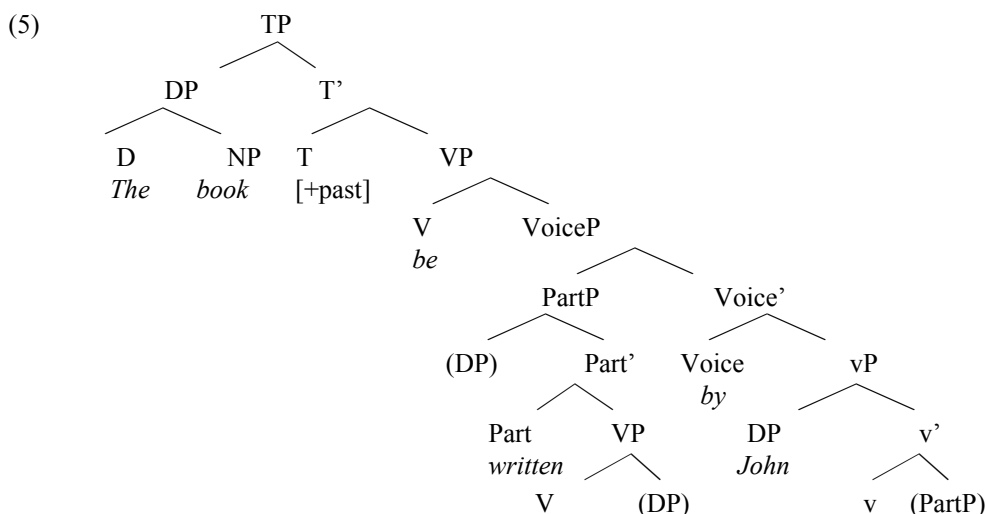 (5) TP
DP T’
D NP T VP
The book [+past]
V VoiceP
be
PartP Voice’
(DP) Part’ Voice vP
by
Part VP DP v’
written John
V (DP) v (PartP)